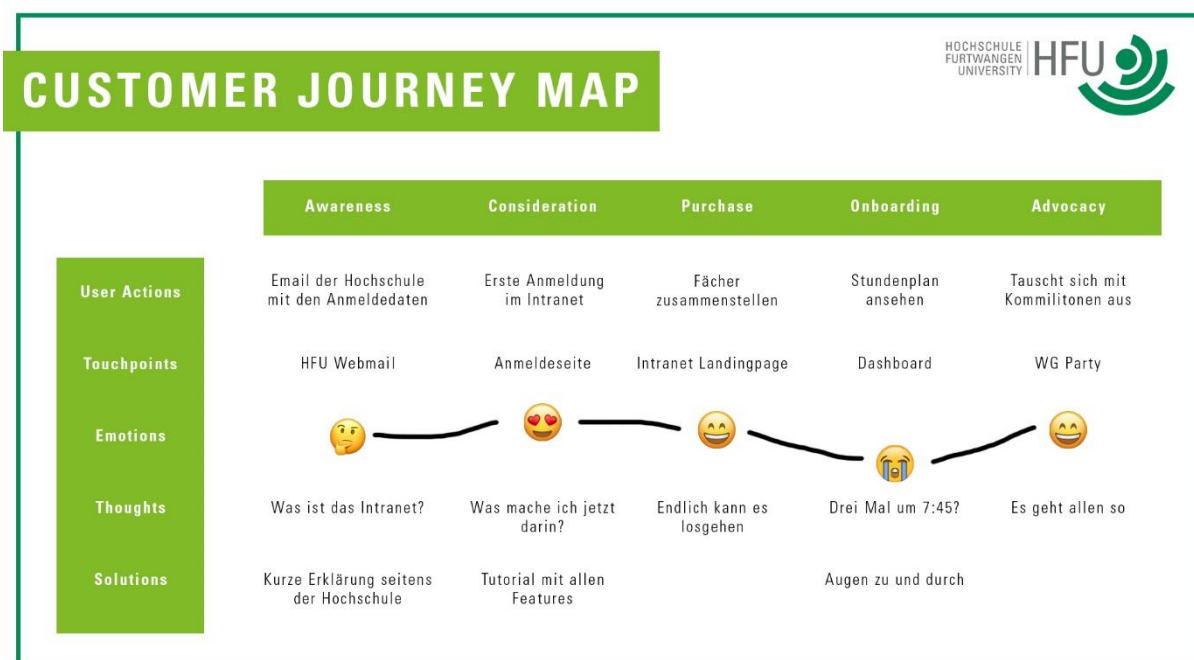 HOCHSCHULE
FURTWANGEN
UNIVERSITY
HFU
CUSTOMER JOURNEY MAP
Awareness Consideration Purchase Onboarding Advocacy
User Actions
Email der Hochschule
mit den Anmeldedaten
Erste Anmeldung
im Intranet
Fächer
zusammenstellen
Stundenplan
ansehen
Tauscht sich mit
Kommilitonen aus
Touchpoints HFU Webmail Anmeldeseite Intranet Landingpage Dashboard WG Party
Emotions
Thoughts
Was ist das Intranet?
Was mache ich jetzt
darin?
Endlich kann es
losgehen
Drei Mal um 7:45?
Es geht allen so
Solutions
Kurze Erklärung seitens
der Hochschule
Tutorial mit allen
Features
Augen zu und durch